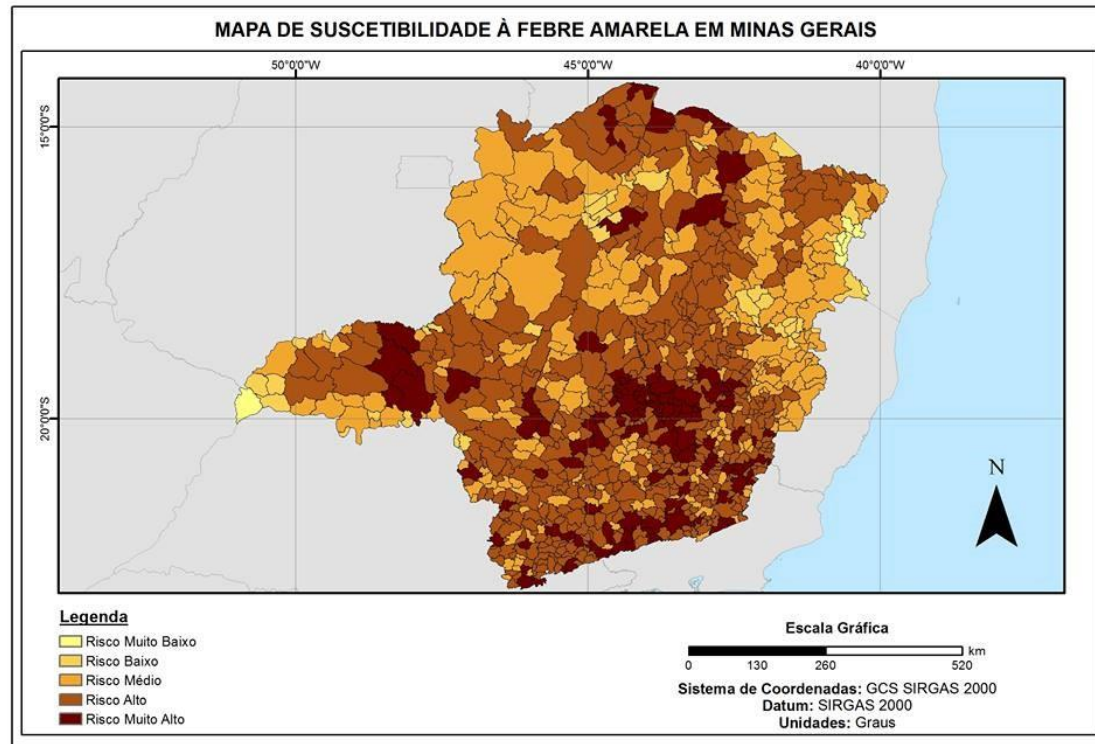 MAPA DE SUSCETIBILIDADE À FEBRE AMARELA EM MINAS GERAIS
50°0'0"W 45°0'0"W 40°0'0"W
15°0'0"S
20°0'0"S
N
Legenda
Risco Muito Baixo
Risco Baixo
Risco Médio
Risco Alto
Risco Muito Alto
Escala Gráfica
km
0 130 260 520
Sistema de Coordenadas: GCS SIRGAS 2000
Datum: SIRGAS 2000
Unidades: Graus